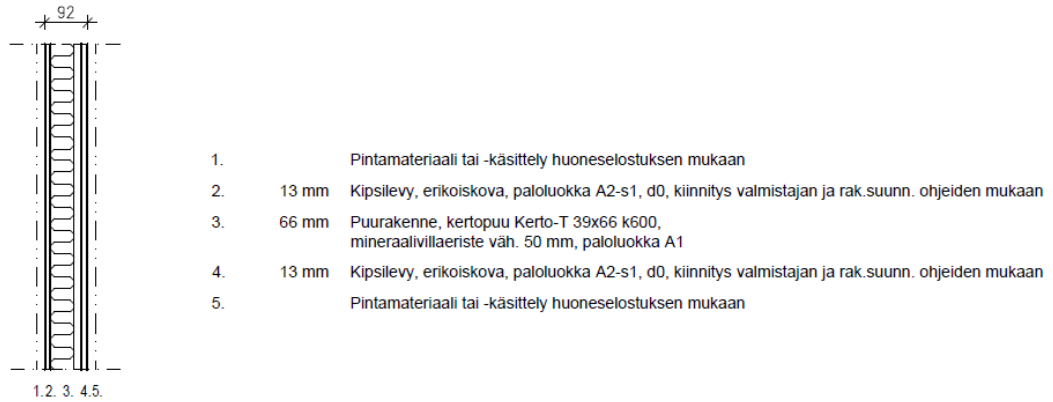 92
1. Pintamateriaali tai -käsittely huoneselostuksen mukaan
2. 13 mm Kipsilevy, erikoiskova, paloluokka A2-s1, d0, kiinnitys valmistajan ja rak.suunn. ohjeiden mukaan
3. 66 mm Puurakenne, kertopuu Kerto-T 39x66 k600,
mineraalivillaeriste väh. 50 mm, paloluokka A1
4. 13 mm Kipsilevy, erikoiskova, paloluokka A2-s1, d0, kiinnitys valmistajan ja rak.suunn. ohjeiden mukaan
5. Pintamateriaali tai -käsittely huoneselostuksen mukaan
1.2. 3. 4.5.